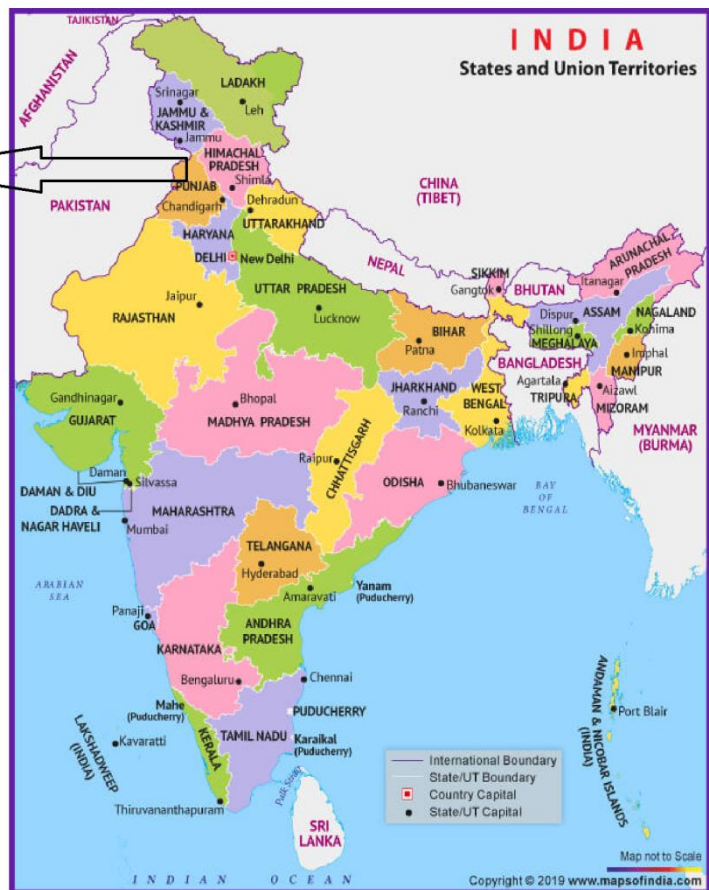 INDIA
States and Union Territories
TAJIKISTAN
AFGHANISTAN
PAKISTAN
CHINA
(TIBET)
NEPAL
BHUTAN
BANGLADESH
MYANMAR
(BURMA)
SRI
LANKA
LADAKH
Leh
Srinagar
JAMMU &
KASHMIR
Jammu
HIMACHAL
PRADESH
Shimla
PUNJAB
Chandigarh
Dehradun
UTTARAKHAND
HARYANA
DELHI
New Delhi
RAJASTHAN
Jaipur
UTTAR PRADESH
Lucknow
BIHAR
Patna
SIKKIM
Gangtok
ARUNACHAL
PRADESH
Itanagar
ASSAM
Dispur
NAGALAND
Kohima
Shillong
MEGHALAYA
Imphal
MANIPUR
Agartala
TRIPURA
Aizawl
MIZORAM
Gandhinagar
GUJARAT
Bhopal
MADHYA PRADESH
JHARKHAND
Ranchi
WEST
BENGAL
Kolkata
Raipur
CHHATTISGARH
ODISHA
Bhubaneswar
Daman
DAMAN & DIU
Silvassa
DADRA &
NAGAR HAVELI
MAHARASHTRA
Mumbai
TELANGANA
Hyderabad
Amaravati
Yanam
(Puducherry)
ANDHRA
PRADESH
Panaji
GOA
KARNATAKA
Bengaluru
Chennai
Mahe
(Puducherry)
PUDUCHERRY
Karaikal
(Puducherry)
TAMIL NADU
KERALA
Thiruvananthapuram
LAKSHADWEEP
(INDIA)
Kavaratti
ANDAMAN & NICOBAR ISLANDS
(INDIA)
Port Blair
ARABIAN
SEA
BAY
OF
BENGAL
Palk Strait
INDIAN OCEAN
International Boundary
State/UT Boundary
Country Capital
State/UT Capital
Map not to Scale
Copyright © 2019 www.mapsofindia.com